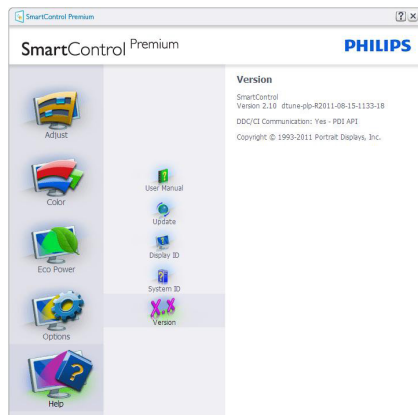 SmartControl Premium
SmartControl Premium
PHILIPS
Adjust
Color
Eco Power
Options
Help
User Manual
Update
Display ID
System ID
X.X
Version
Version
SmartControl
Version 2.10 dtune-plp-R2011-08-15-1133-18
DDC/CI Communication: Yes - PDI API
Copyright © 1993-2011 Portrait Displays, Inc.